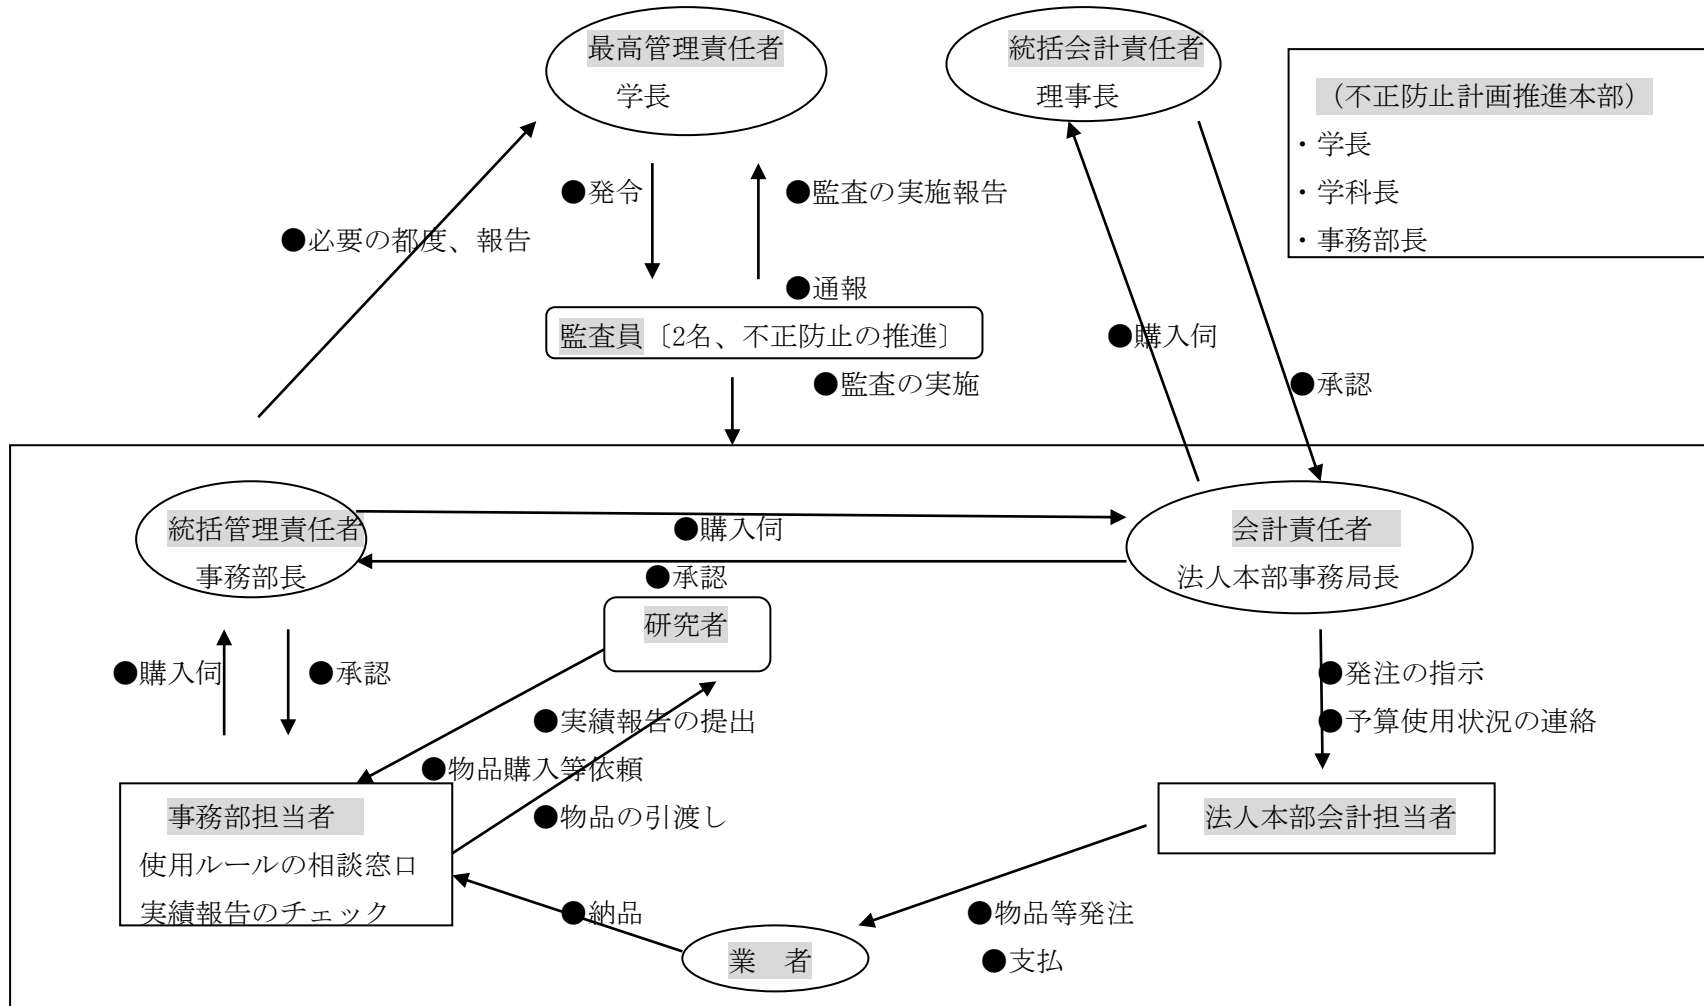 最高管理責任者
学長
統括会計責任者
理事長
（不正防止計画推進本部）
・学長
・学科長
・事務部長
●発令
●監査の実施報告
●必要の都度、報告
●通報
監査員〔2名、不正防止の推進〕
●購入伺
●監査の実施
●承認
統括管理責任者
事務部長
●購入伺
●承認
会計責任者
法人本部事務局長
研究者
●購入伺
●承認
●実績報告の提出
●物品購入等依頼
●物品の引渡し
●発注の指示
●予算使用状況の連絡
事務部担当者
使用ルールの相談窓口
実績報告のチェック
法人本部会計担当者
●納品
●物品等発注
●支払
業　者